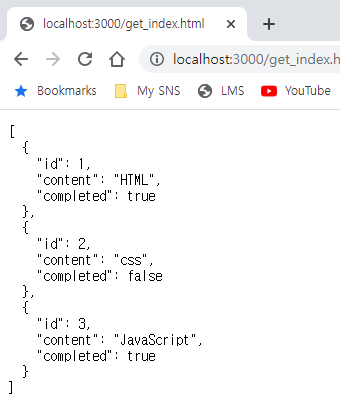 localhost:3000/get_index.html
localhost:3000/get_index.h
Bookmarks My SNS LMS YouTube
[
  {
    "id": 1,
    "content": "HTML",
    "completed": true
  },
  {
    "id": 2,
    "content": "css",
    "completed": false
  },
  {
    "id": 3,
    "content": "JavaScript",
    "completed": true
  }
]